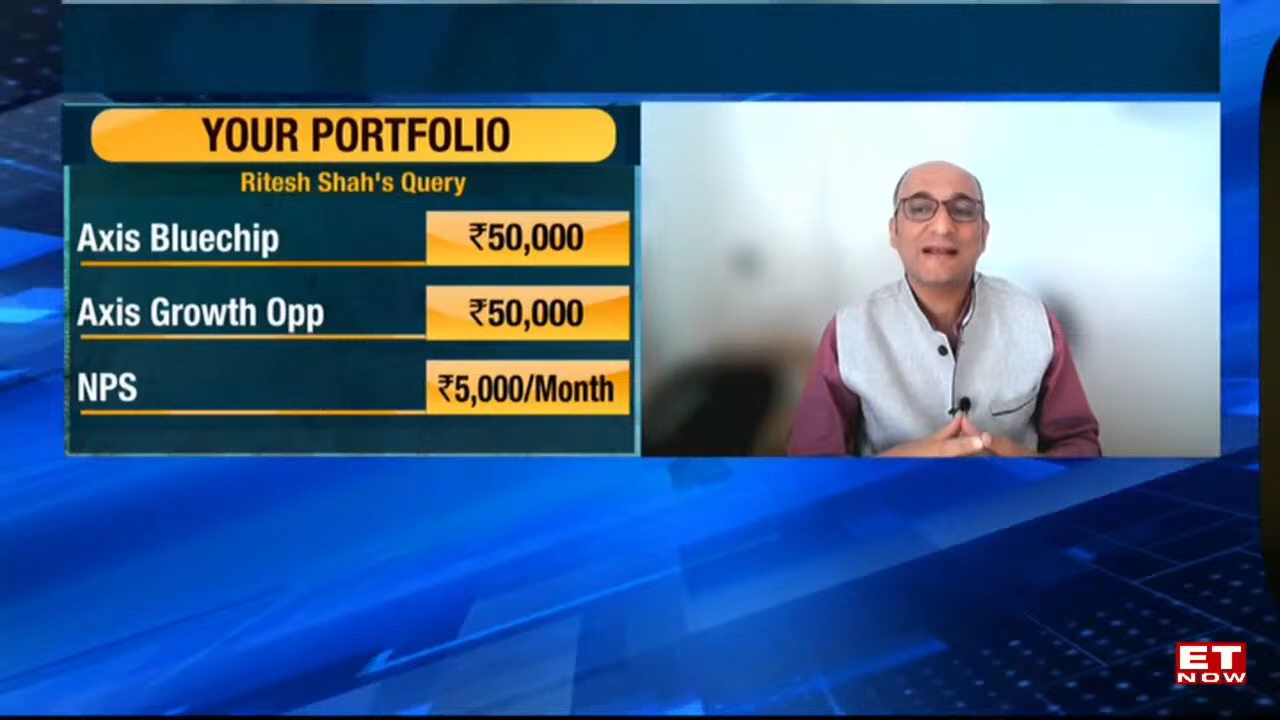 YOUR PORTFOLIO
Ritesh Shah's Query
Axis Bluechip ₹50,000
Axis Growth Opp ₹50,000
NPS ₹5,000/Month
ET
NOW